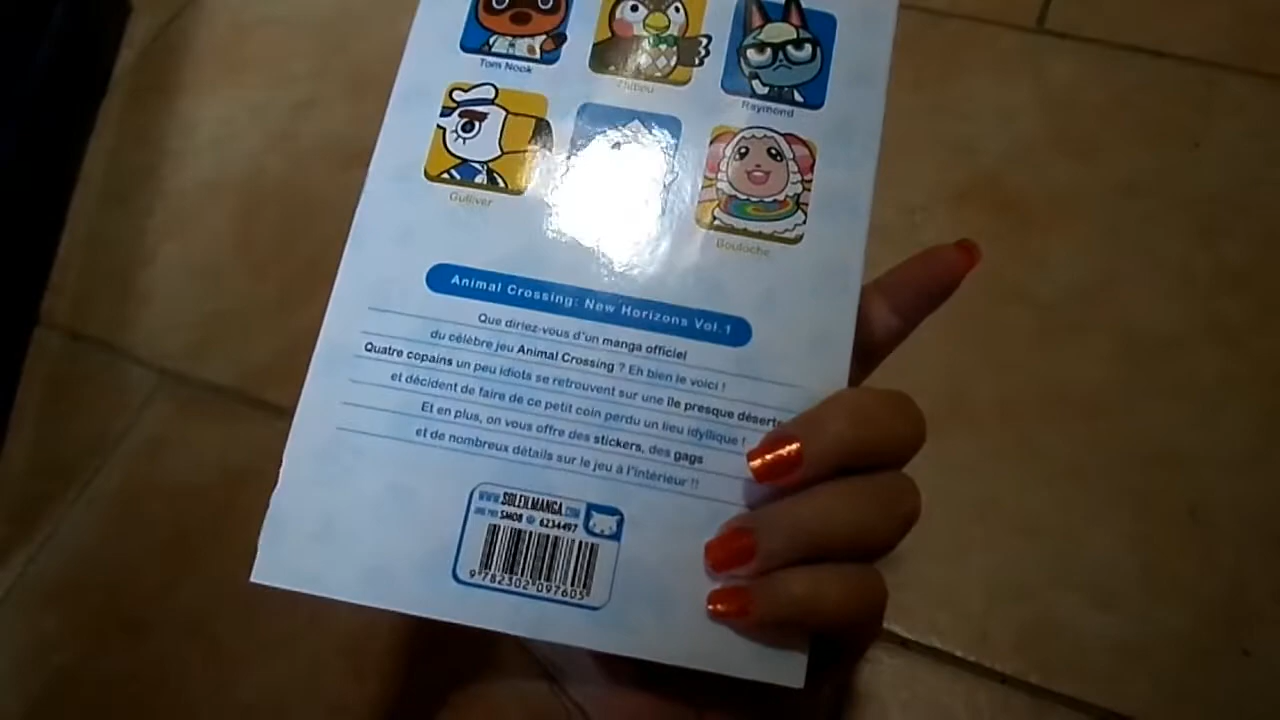 Tom Nook
Thibou
Raymond
Gulliver
Bouloche
Animal Crossing: New Horizons Vol.1
Que diriez-vous d'un manga officiel
du célèbre jeu Animal Crossing ? Eh bien le voici !
Quatre copains un peu idiots se retrouvent sur une île presque déserte
et décident de faire de ce petit coin perdu un lieu idyllique !
Et en plus, on vous offre des stickers, des gags
et de nombreux détails sur le jeu à l'intérieur !!
WWW.SOLEILMANGA.COM
SM08 6234497
9 782302 097605